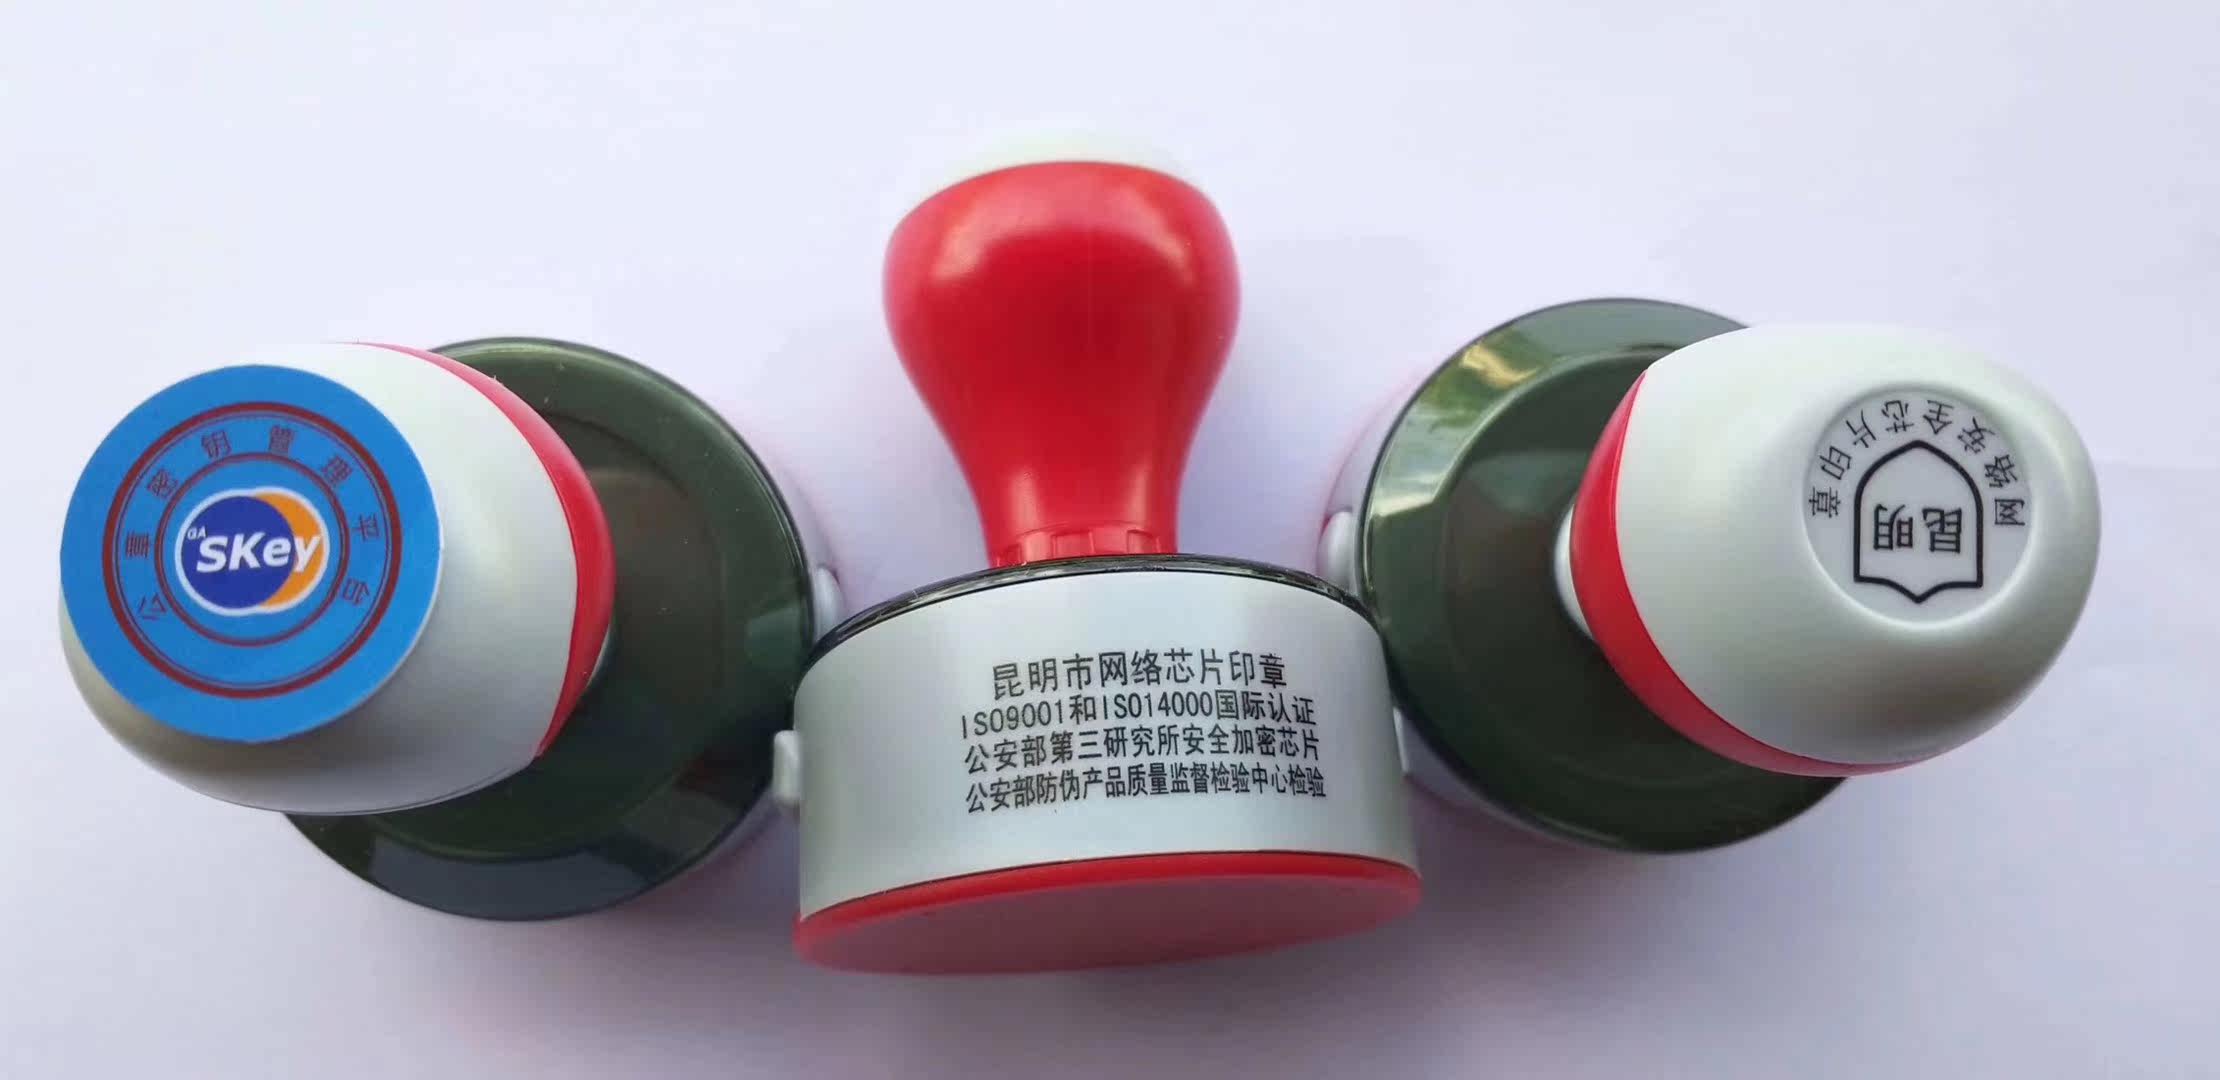 公章密钥管理平台
GA
SKey
昆明市网络芯片印章
ISO9001和ISO14000国际认证
公安部第三研究所安全加密芯片
公安部防伪产品质量监督检验中心检验
网络安全芯片印章
昆明